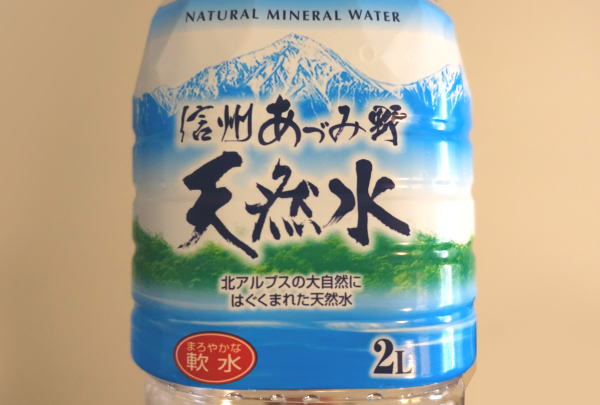 NATURAL MINERAL WATER
信州あづみ野
天然水
北アルプスの大自然に
はぐくまれた天然水
まろやかな
軟水
2L